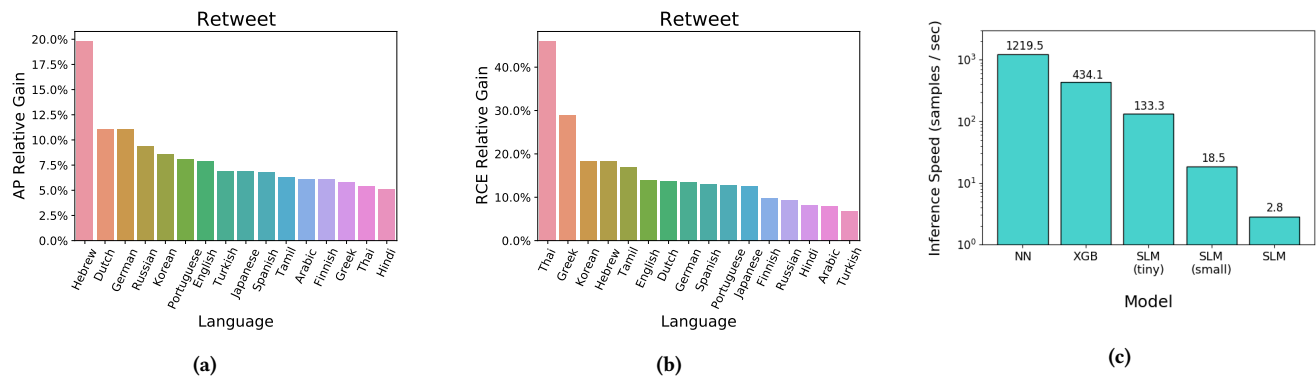 Retweet
AP Relative Gain
20.0%
17.5%
15.0%
12.5%
10.0%
7.5%
5.0%
2.5%
0.0%
Hebrew
Dutch
German
Russian
Korean
Portuguese
English
Turkish
Japanese
Spanish
Tamil
Arabic
Finnish
Greek
Thai
Hindi
Language
(a)
Retweet
RCE Relative Gain
40.0%
30.0%
20.0%
10.0%
0.0%
Thai
Greek
Korean
Hebrew
Tamil
English
Dutch
German
Spanish
Portuguese
Japanese
Finnish
Russian
Hindi
Arabic
Turkish
Language
(b)
Inference Speed (samples / sec)
10³
10²
10¹
10⁰
1219.5
434.1
133.3
18.5
2.8
NN
XGB
SLM
(tiny)
SLM
(small)
SLM
Model
(c)